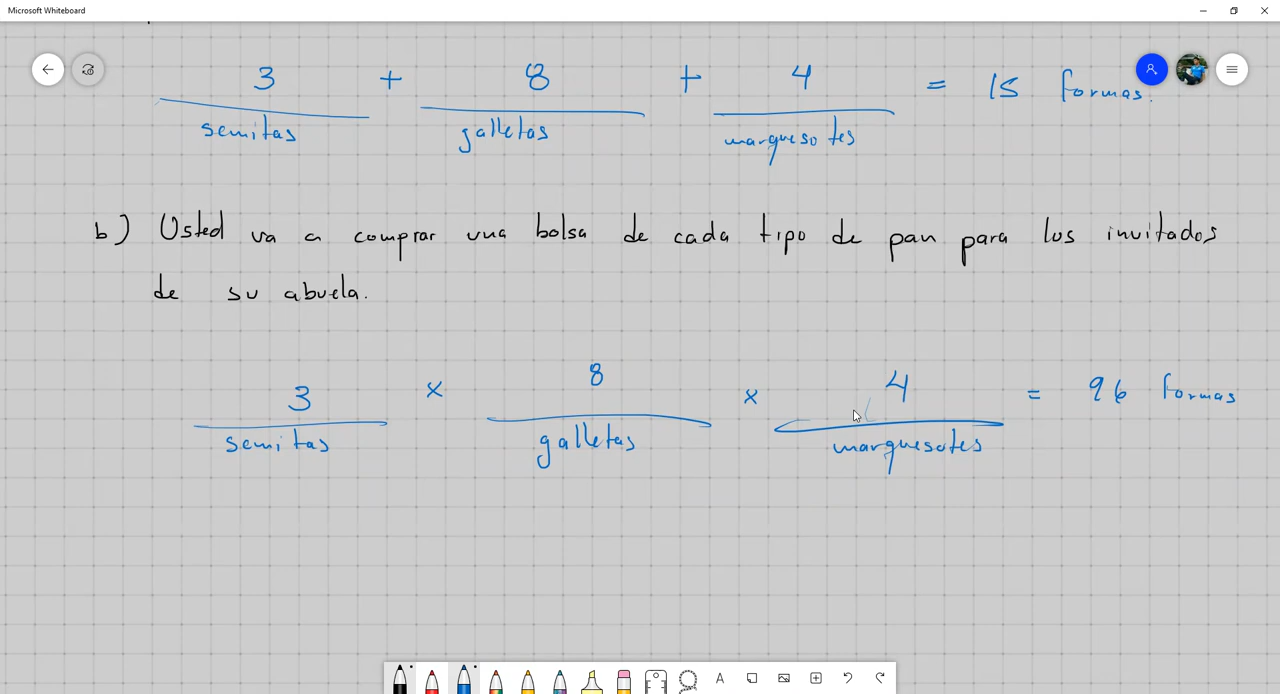 Microsoft Whiteboard
3 + 8 + 4 = 15 formas.
semitas galletas marquesotes
b) Usted va a comprar una bolsa de cada tipo de pan para los invitados
de su abuela.
3 x 8 x 4 = 96 formas
semitas galletas marquesotes
A